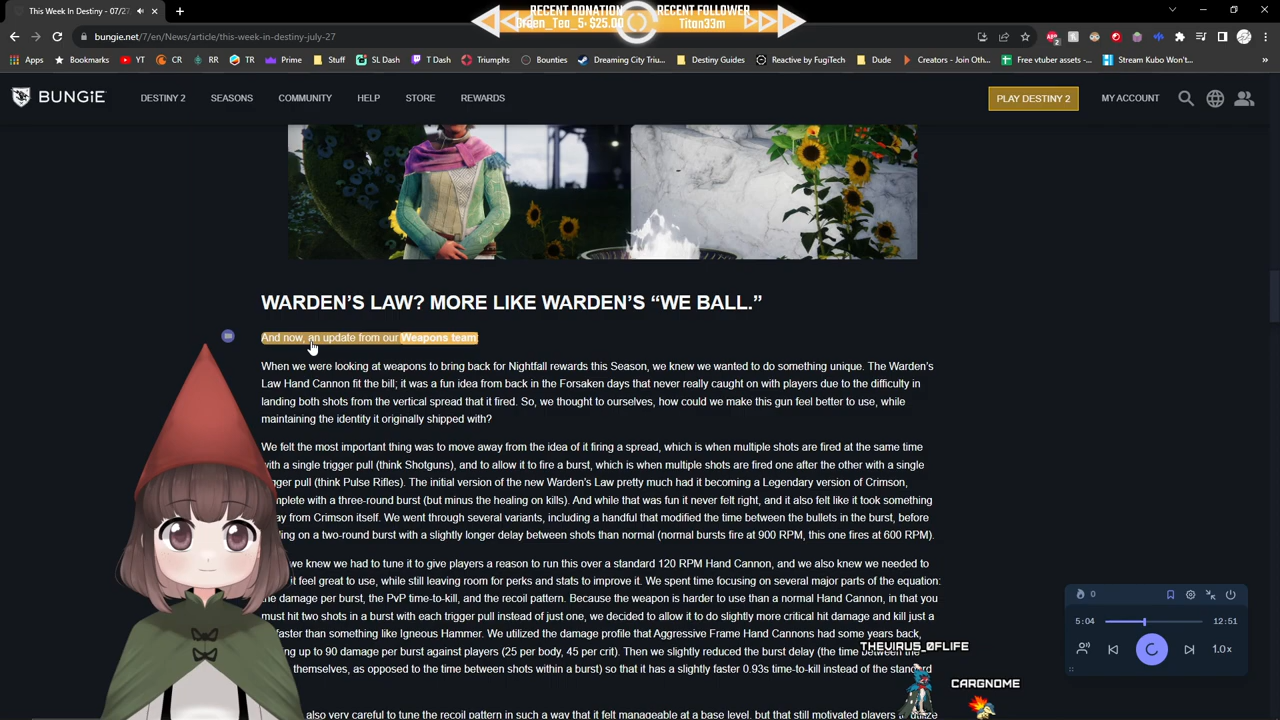 This Week In Destiny - 07/27
RECENT DONATION
Green_Tea_5: $25.00
RECENT FOLLOWER
Titan33m
bungie.net/7/en/News/article/this-week-in-destiny-july-27
Apps
Bookmarks
YT
CR
RR
TR
Prime
Stuff
SL Dash
T Dash
Triumphs
Bounties
Dreaming City Triu...
Destiny Guides
Reactive by FugiTech
Dude
Creators - Join Oth...
Free vtuber assets -...
Stream Kubo Won't...
BUNGiE
DESTINY 2
SEASONS
COMMUNITY
HELP
STORE
REWARDS
PLAY DESTINY 2
MY ACCOUNT
WARDEN'S LAW? MORE LIKE WARDEN'S “WE BALL.”
And now, an update from our Weapons team:
When we were looking at weapons to bring back for Nightfall rewards this Season, we knew we wanted to do something unique. The Warden's
Law Hand Cannon fit the bill; it was a fun idea from back in the Forsaken days that never really caught on with players due to the difficulty in
landing both shots from the vertical spread that it fired. So, we thought to ourselves, how could we make this gun feel better to use, while
maintaining the identity it originally shipped with?
We felt the most important thing was to move away from the idea of it firing a spread, which is when multiple shots are fired at the same time
with a single trigger pull (think Shotguns), and to allow it to fire a burst, which is when multiple shots are fired one after the other with a single
igger pull (think Pulse Rifles). The initial version of the new Warden's Law pretty much had it becoming a Legendary version of Crimson,
mplete with a three-round burst (but minus the healing on kills). And while that was fun it never felt right, and it also felt like it took something
ay from Crimson itself. We went through several variants, including a handful that modified the time between the bullets in the burst, before
ing on a two-round burst with a slightly longer delay between shots than normal (normal bursts fire at 900 RPM, this one fires at 600 RPM).
we knew we had to tune it to give players a reason to run this over a standard 120 RPM Hand Cannon, and we also knew we needed to
it feel great to use, while still leaving room for perks and stats to improve it. We spent time focusing on several major parts of the equation:
he damage per burst, the PvP time-to-kill, and the recoil pattern. Because the weapon is harder to use than a normal Hand Cannon, in that you
must hit two shots in a burst with each trigger pull instead of just one, we decided to allow it to do slightly more critical hit damage and kill just a
faster than something like Igneous Hammer. We utilized the damage profile that Aggressive Frame Hand Cannons had some years back,
ng up to 90 damage per burst against players (25 per body, 45 per crit). Then we slightly reduced the burst delay (the time between the
themselves, as opposed to the time between shots within a burst) so that it has a slightly faster 0.93s time-to-kill instead of the standard
also very careful to tune the recoil pattern in such a way that it felt manageable at a base level, but that still motivated players to utilize
0
5:04
12:51
1.0x
THEVIRU5_0FLIFE
CARGNOME